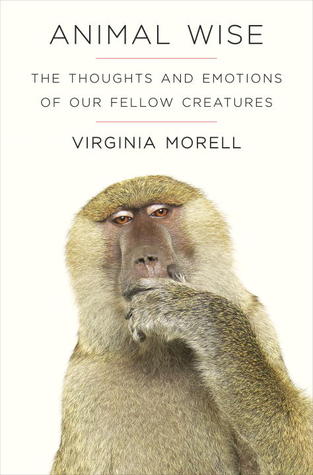 ANIMAL WISE
THE THOUGHTS AND EMOTIONS
OF OUR FELLOW CREATURES
VIRGINIA MORELL